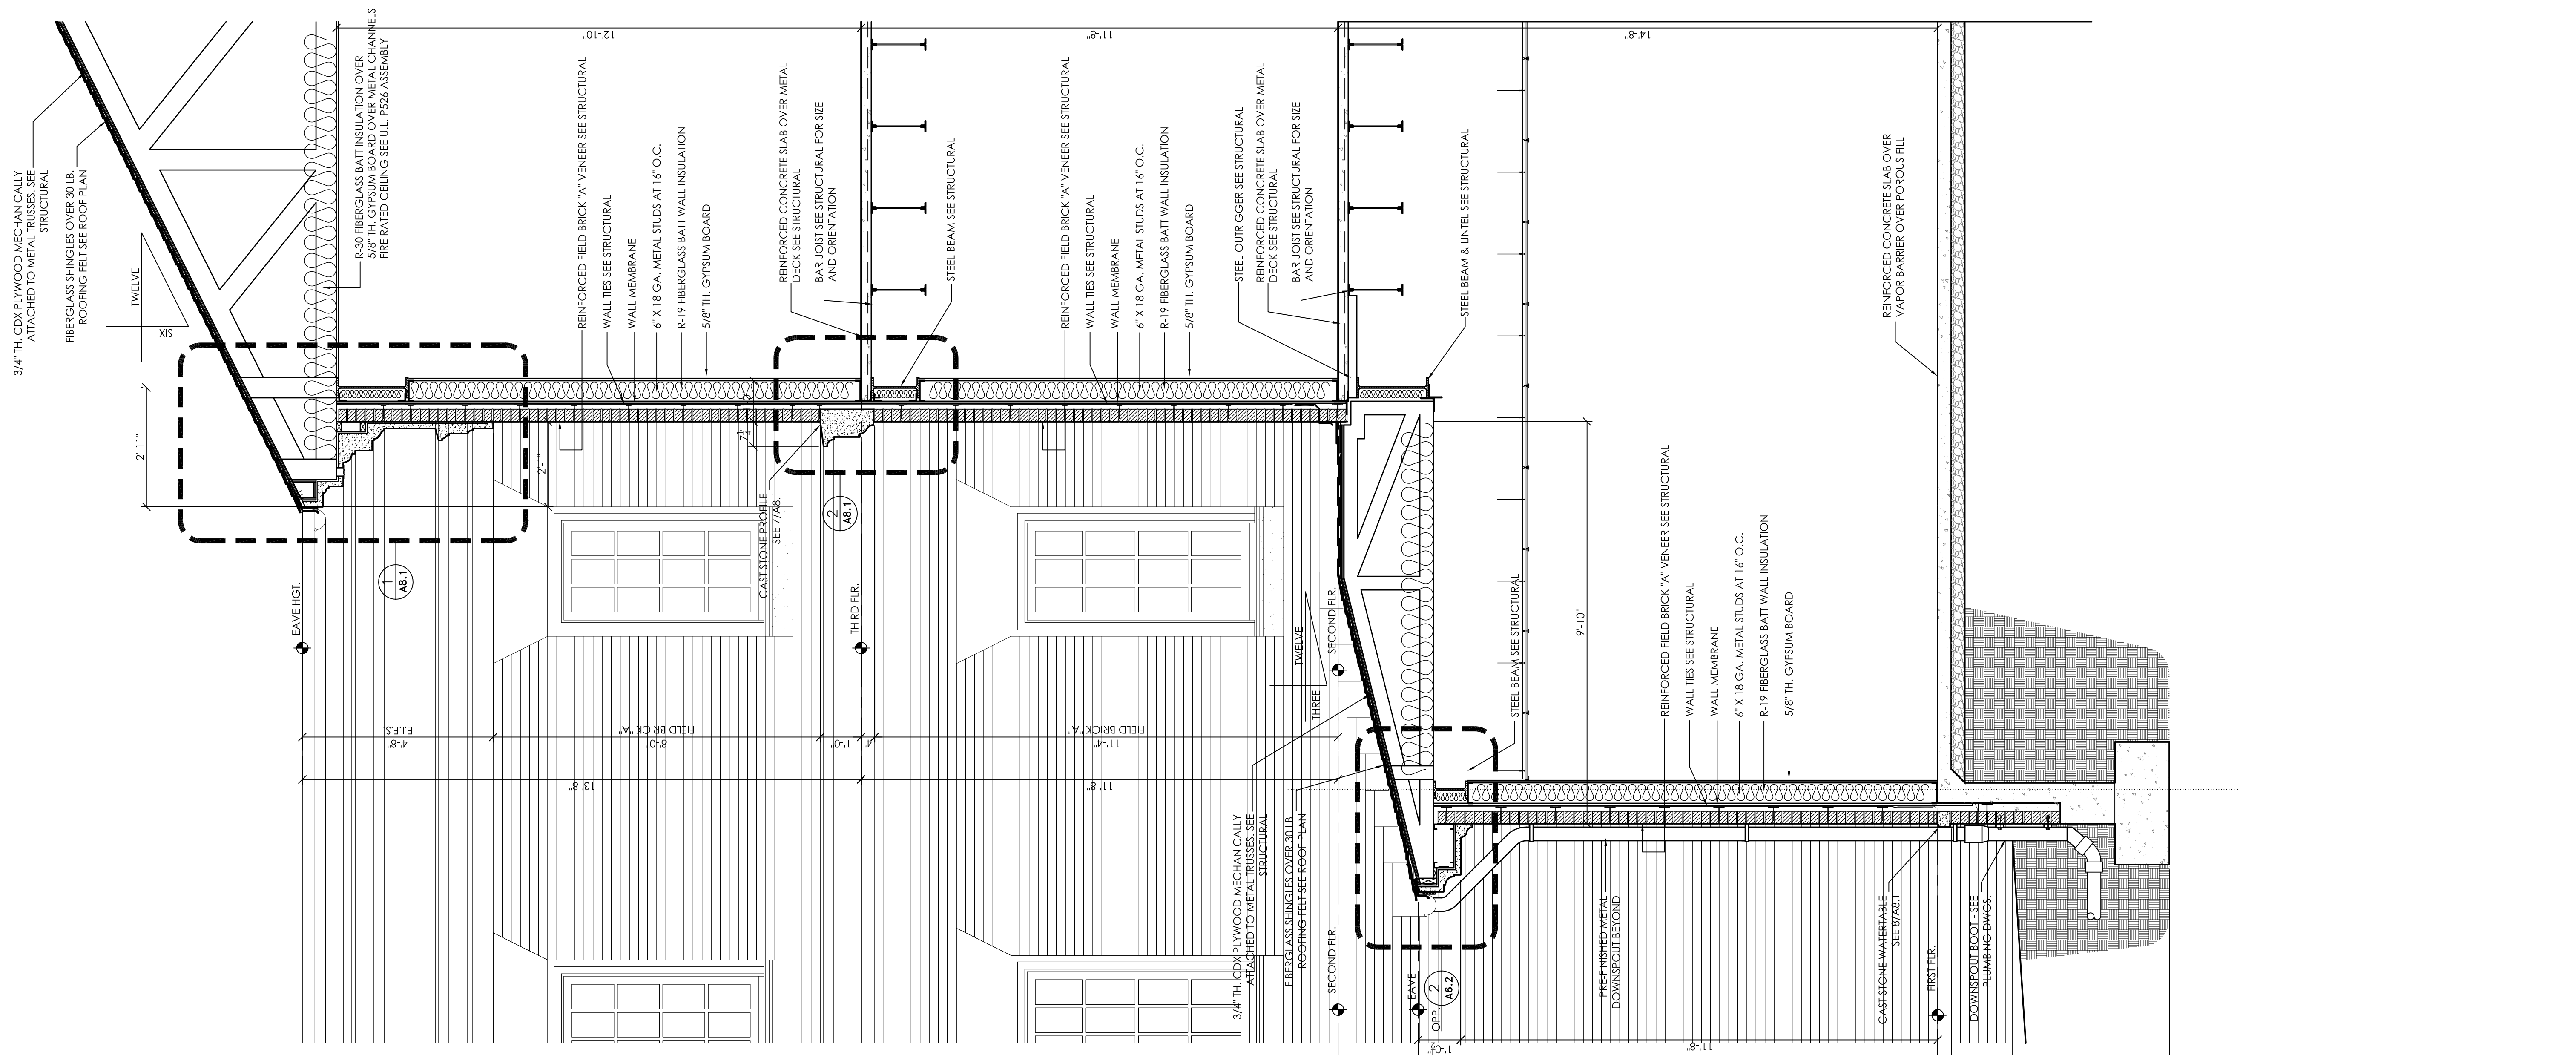 3/4" TH. CDX PLYWOOD MECHANICALLY
ATTACHED TO METAL TRUSSES. SEE
STRUCTURAL
FIBERGLASS SHINGLES OVER 30 LB.
ROOFING FELT SEE ROOF PLAN
TWELVE
SIX
2'-11"
R-30 FIBERGLASS BATT INSULATION OVER
5/8" TH. GYPSUM BOARD OVER METAL CHANNELS
FIRE RATED CEILING SEE U.L. P526 ASSEMBLY
EAVE HGT.
1
A8.1
12'-10"
2'-1"
REINFORCED FIELD BRICK "A" VENEER SEE STRUCTURAL
WALL TIES SEE STRUCTURAL
WALL MEMBRANE
6" X 18 GA. METAL STUDS AT 16" O.C.
R-19 FIBERGLASS BATT WALL INSULATION
5/8" TH. GYPSUM BOARD
CAST STONE PROFILE
SEE 7/A8.1
REINFORCED CONCRETE SLAB OVER METAL
DECK SEE STRUCTURAL
BAR JOIST SEE STRUCTURAL FOR SIZE
AND ORIENTATION
2
A8.1
THIRD FLR.
STEEL BEAM SEE STRUCTURAL
4'-8"
E.I.F.S.
8'-0"
FIELD BRICK "A"
1'-0"
4"
11'-4"
FIELD BRICK "A"
13'-8"
11'-8"
11'-8"
REINFORCED FIELD BRICK "A" VENEER SEE STRUCTURAL
WALL TIES SEE STRUCTURAL
WALL MEMBRANE
6" X 18 GA. METAL STUDS AT 16" O.C.
R-19 FIBERGLASS BATT WALL INSULATION
5/8" TH. GYPSUM BOARD
STEEL OUTRIGGER SEE STRUCTURAL
REINFORCED CONCRETE SLAB OVER METAL
DECK SEE STRUCTURAL
BAR JOIST SEE STRUCTURAL FOR SIZE
AND ORIENTATION
SECOND FLR.
TWELVE
THREE
3/4" TH. CDX PLYWOOD MECHANICALLY
ATTACHED TO METAL TRUSSES. SEE
STRUCTURAL
FIBERGLASS SHINGLES OVER 30 LB.
ROOFING FELT SEE ROOF PLAN
SECOND FLR.
EAVE
OPP.
2
A6.2
STEEL BEAM & LINTEL SEE STRUCTURAL
STEEL BEAM SEE STRUCTURAL
14'-8"
9'-10"
REINFORCED FIELD BRICK "A" VENEER SEE STRUCTURAL
WALL TIES SEE STRUCTURAL
WALL MEMBRANE
6" X 18 GA. METAL STUDS AT 16" O.C.
R-19 FIBERGLASS BATT WALL INSULATION
5/8" TH. GYPSUM BOARD
PRE-FINISHED METAL
DOWNSPOUT BEYOND
REINFORCED CONCRETE SLAB OVER
VAPOR BARRIER OVER POROUS FILL
CAST STONE WATERTABLE
SEE 8/A8.1
FIRST FLR.
DOWNSPOUT BOOT - SEE
PLUMBING DWGS.
11'-8"